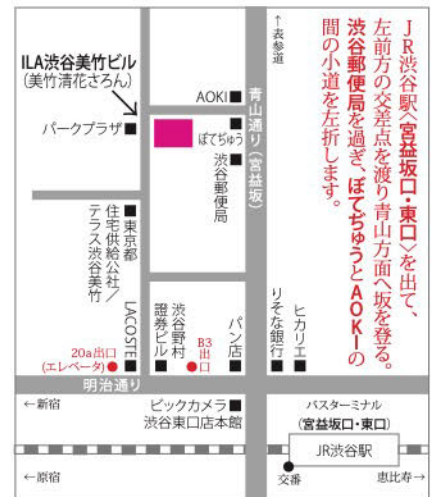 JR渋谷駅〈宮益坂口・東口〉を出て、
左前方の交差点を渡り青山方面へ坂を登る。
渋谷郵便局を過ぎ、ぽてぢゅうとAOKIの
間の小道を左折します。
↑表参道
青山通り(宮益坂)
ILA渋谷美竹ビル
(美竹清花さろん)
パークプラザ
AOKI
ぽてぢゅう
渋谷郵便局
東京都
住宅供給公社/
テラス渋谷美竹
LACOSTE
20a出口
(エレベータ)
渋谷野村
證券ビル
B3
出口
パン店
りそな銀行
ヒカリエ
明治通り
←新宿
ビックカメラ
渋谷東口店本館
バスターミナル
(宮益坂口・東口)
JR渋谷駅
←原宿
交番
恵比寿→